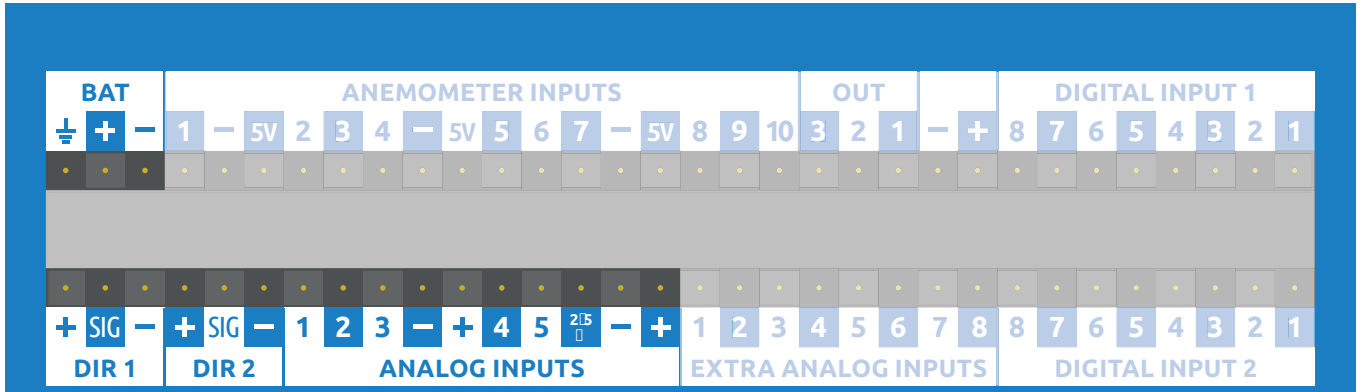 BAT ANEMOMETER INPUTS OUT DIGITAL INPUT 1
+ − 1 − 5V 2 3 4 − 5V 5 6 7 − 5V 8 9 10 3 2 1 − + 8 7 6 5 4 3 2 1
+ SIG − + SIG − 1 2 3 − + 4 5 2▯5▯ − + 1 2 3 4 5 6 7 8 8 7 6 5 4 3 2 1
DIR 1 DIR 2 ANALOG INPUTS EXTRA ANALOG INPUTS DIGITAL INPUT 2